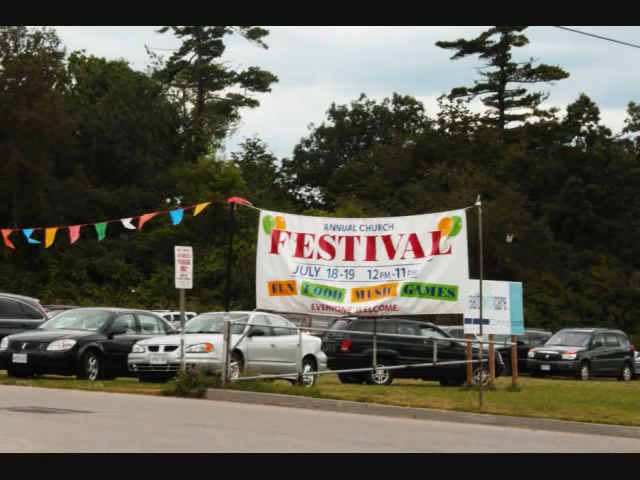 ANNUAL CHURCH
FESTIVAL
JULY 18-19 12PM-11PM
FUN FOOD MUSIC GAMES
EVERYONE WELCOME